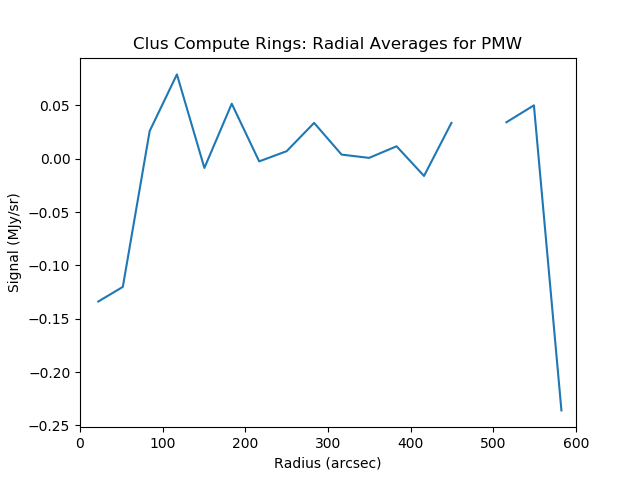 Clus Compute Rings: Radial Averages for PMW
0.05
0.00
−0.05
−0.10
−0.15
−0.20
−0.25
Signal (MJy/sr)
0 100 200 300 400 500 600
Radius (arcsec)